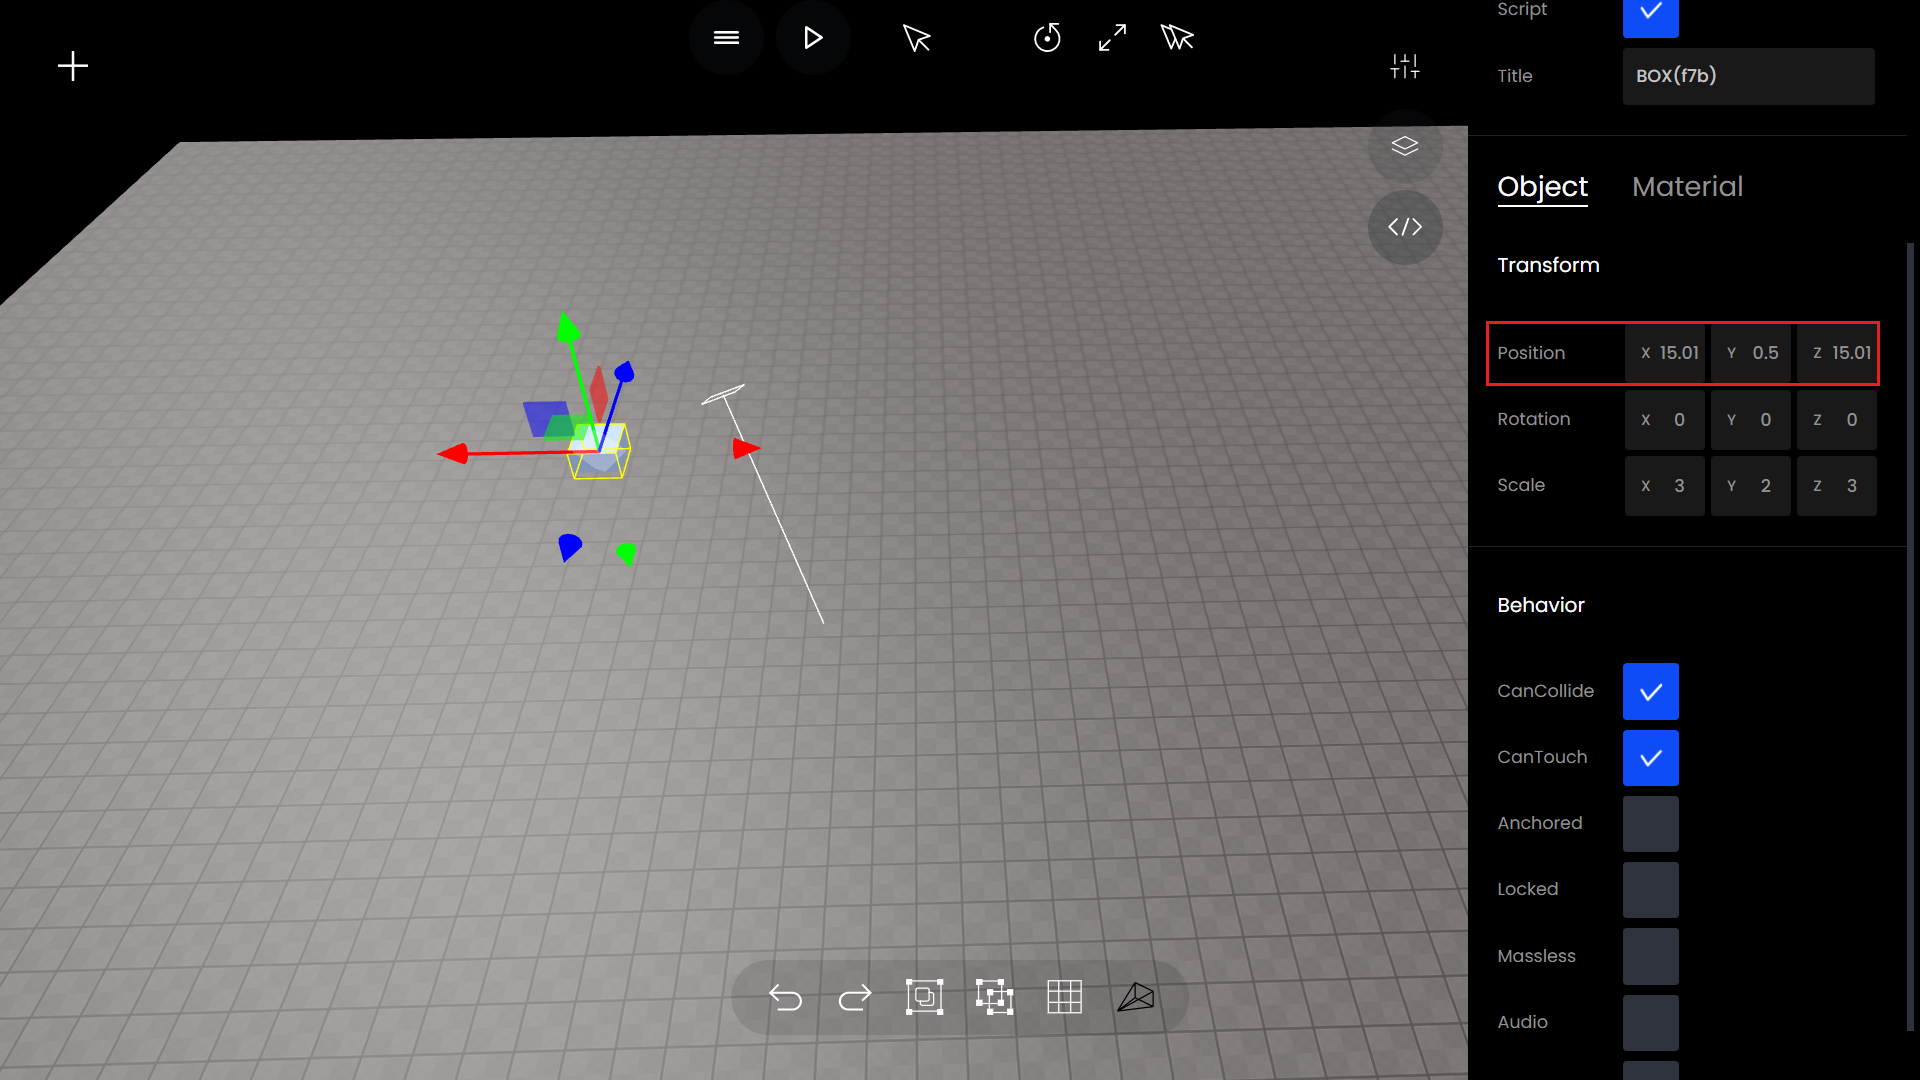 Script
Title BOX(f7b)
Object Material
Transform
Position X 15.01 Y 0.5 Z 15.01
Rotation X 0 Y 0 Z 0
Scale X 3 Y 2 Z 3
Behavior
CanCollide
CanTouch
Anchored
Locked
Massless
Audio